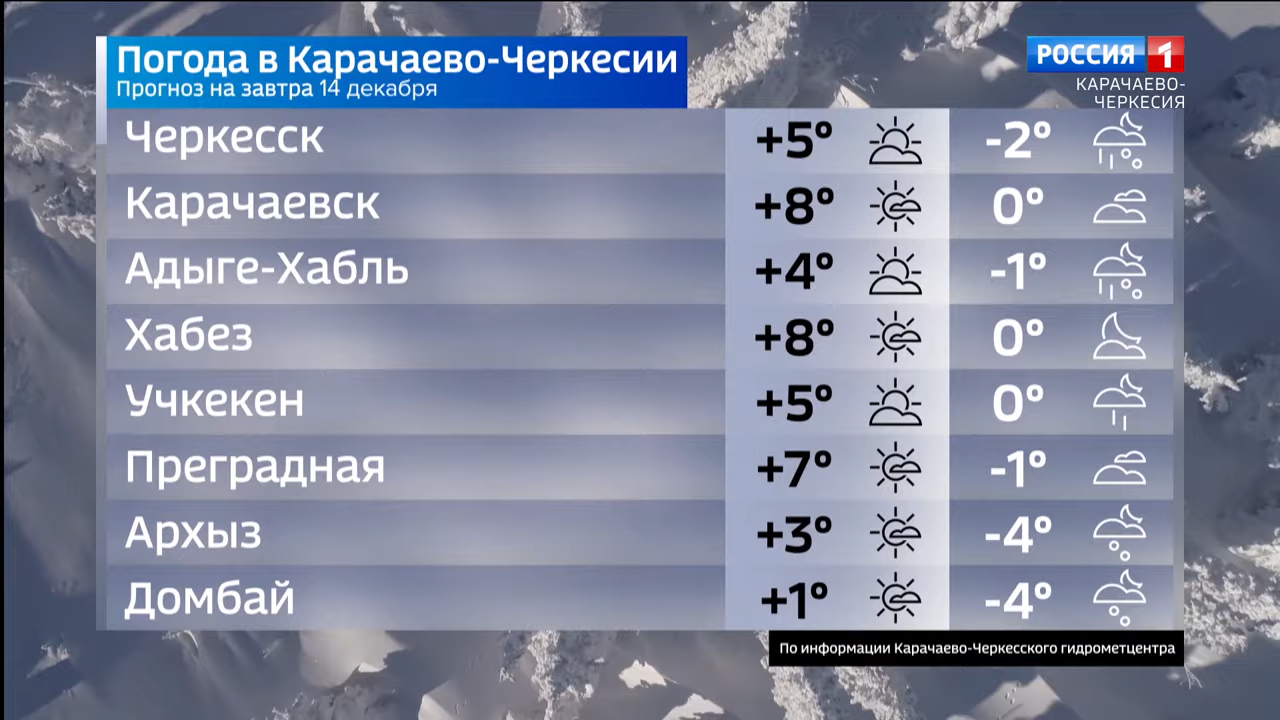 Погода в Карачаево-Черкесии
Прогноз на завтра 14 декабря
РОССИЯ 1
КАРАЧАЕВО-
ЧЕРКЕСИЯ
Черкесск +5° -2°
Карачаевск +8° 0°
Адыге-Хабль +4° -1°
Хабез +8° 0°
Учкекен +5° 0°
Преградная +7° -1°
Архыз +3° -4°
Домбай +1° -4°
По информации Карачаево-Черкесского гидрометцентра